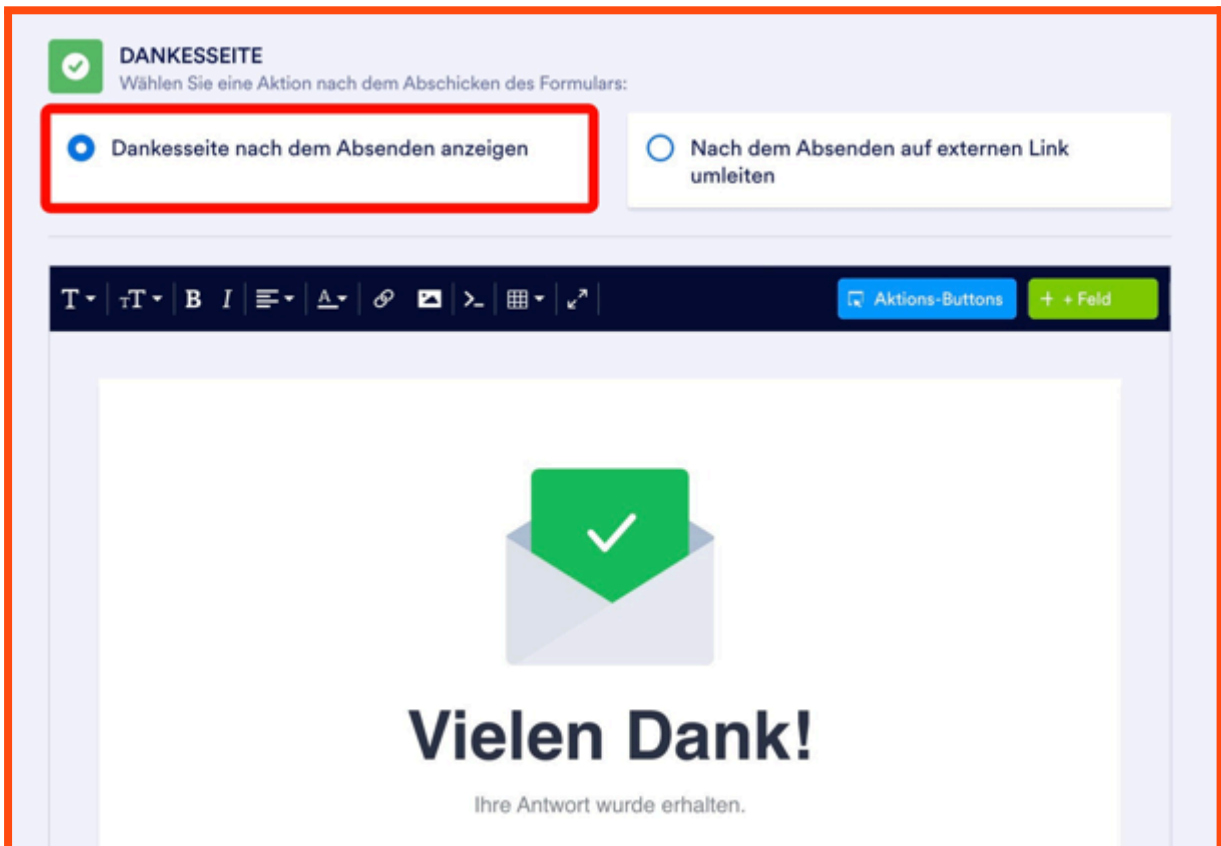 DANKESSEITE
Wählen Sie eine Aktion nach dem Abschicken des Formulars:
Dankesseite nach dem Absenden anzeigen
Nach dem Absenden auf externen Link
umleiten
T TT B I A >_ Aktions-Buttons + + Feld
Vielen Dank!
Ihre Antwort wurde erhalten.